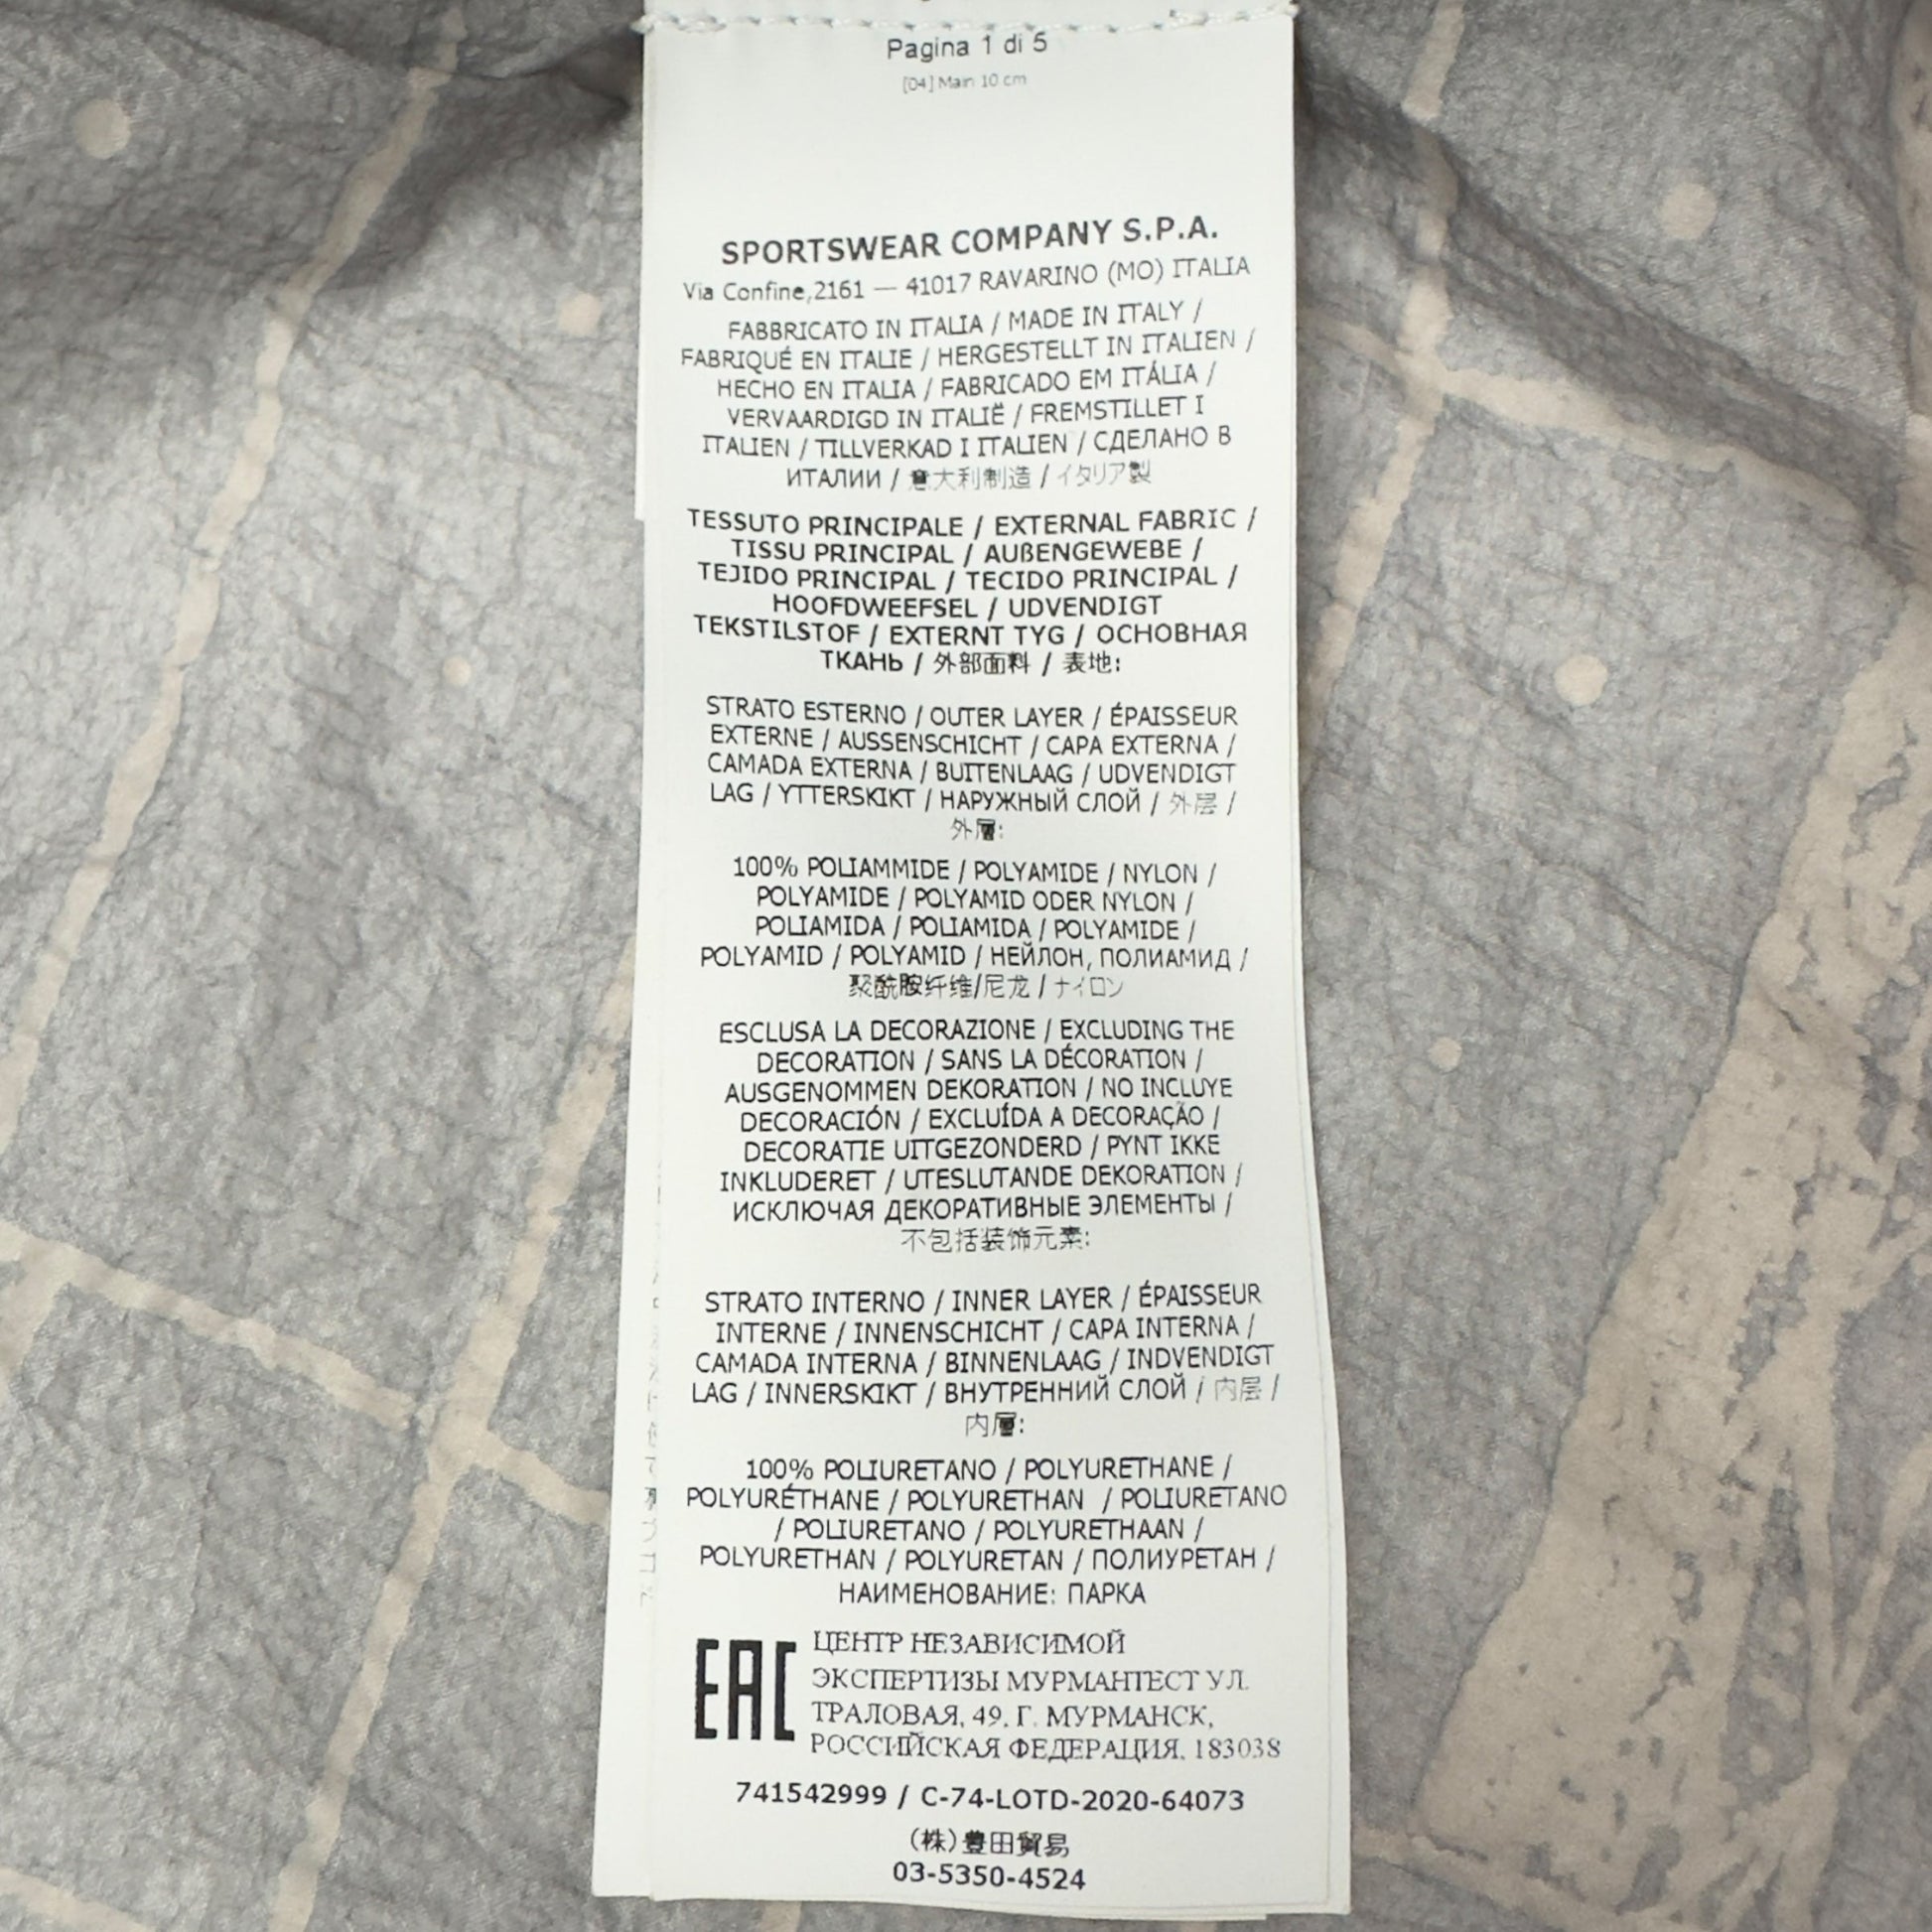 Pagina 1 di 5
[04] Main 10 cm
SPORTSWEAR COMPANY S.P.A.
Via Confine,2161 — 41017 RAVARINO (MO) ITALIA
FABBRICATO IN ITALIA / MADE IN ITALY /
FABRIQUÉ EN ITALIE / HERGESTELLT IN ITALIEN /
HECHO EN ITALIA / FABRICADO EM ITÁLIA /
VERVAARDIGD IN ITALIË / FREMSTILLET I
ITALIEN / TILLVERKAD I ITALIEN / СДЕЛАНО В
ИТАЛИИ / 意大利制造 / イタリア製
TESSUTO PRINCIPALE / EXTERNAL FABRIC /
TISSU PRINCIPAL / AUßENGEWEBE /
TEJIDO PRINCIPAL / TECIDO PRINCIPAL /
HOOFDWEEFSEL / UDVENDIGT
TEKSTILSTOF / EXTERNT TYG / ОСНОВНАЯ
ТКАНЬ / 外部面料 / 表地:
STRATO ESTERNO / OUTER LAYER / ÉPAISSEUR
EXTERNE / AUSSENSCHICHT / CAPA EXTERNA /
CAMADA EXTERNA / BUITENLAAG / UDVENDIGT
LAG / YTTERSKIKT / НАРУЖНЫЙ СЛОЙ / 外层 /
外層:
100% POLIAMMIDE / POLYAMIDE / NYLON /
POLYAMIDE / POLYAMID ODER NYLON /
POLIAMIDA / POLIAMIDA / POLYAMIDE /
POLYAMID / POLYAMID / НЕЙЛОН, ПОЛИАМИД /
聚酰胺纤维/尼龙 / ナイロン
ESCLUSA LA DECORAZIONE / EXCLUDING THE
DECORATION / SANS LA DÉCORATION /
AUSGENOMMEN DEKORATION / NO INCLUYE
DECORACIÓN / EXCLUÍDA A DECORAÇÃO /
DECORATIE UITGEZONDERD / PYNT IKKE
INKLUDERET / UTESLUTANDE DEKORATION /
ИСКЛЮЧАЯ ДЕКОРАТИВНЫЕ ЭЛЕМЕНТЫ /
不包括装饰元素:
STRATO INTERNO / INNER LAYER / ÉPAISSEUR
INTERNE / INNENSCHICHT / CAPA INTERNA /
CAMADA INTERNA / BINNENLAAG / INDVENDIGT
LAG / INNERSKIKT / ВНУТРЕННИЙ СЛОЙ / 内层 /
内層:
100% POLIURETANO / POLYURETHANE /
POLYURÉTHANE / POLYURETHAN / POLIURETANO
/ POLIURETANO / POLYURETHAAN /
POLYURETHAN / POLYURETAN / ПОЛИУРЕТАН /
НАИМЕНОВАНИЕ: ПАРКА
EAC
ЦЕНТР НЕЗАВИСИМОЙ
ЭКСПЕРТИЗЫ МУРМАНТЕСТ УЛ.
ТРАЛОВАЯ, 49, Г. МУРМАНСК,
РОССИЙСКАЯ ФЕДЕРАЦИЯ, 183038
741542999 / C-74-LOTD-2020-64073
(株)豊田貿易
03-5350-4524